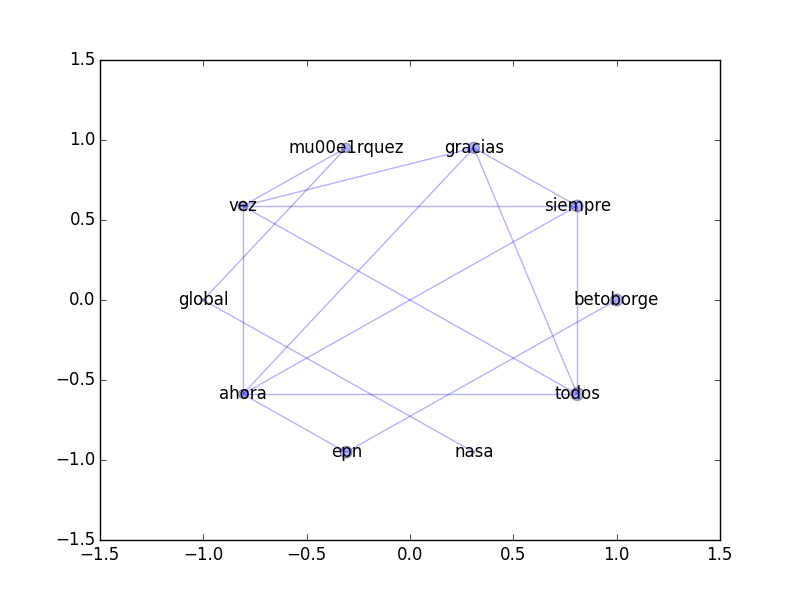 1.5
mu00e1rquez gracias
1.0
vez siempre
0.5
global betoborge
0.0
ahora todos
−0.5
epn nasa
−1.0
−1.5
−1.5 −1.0 −0.5 0.0 0.5 1.0 1.5